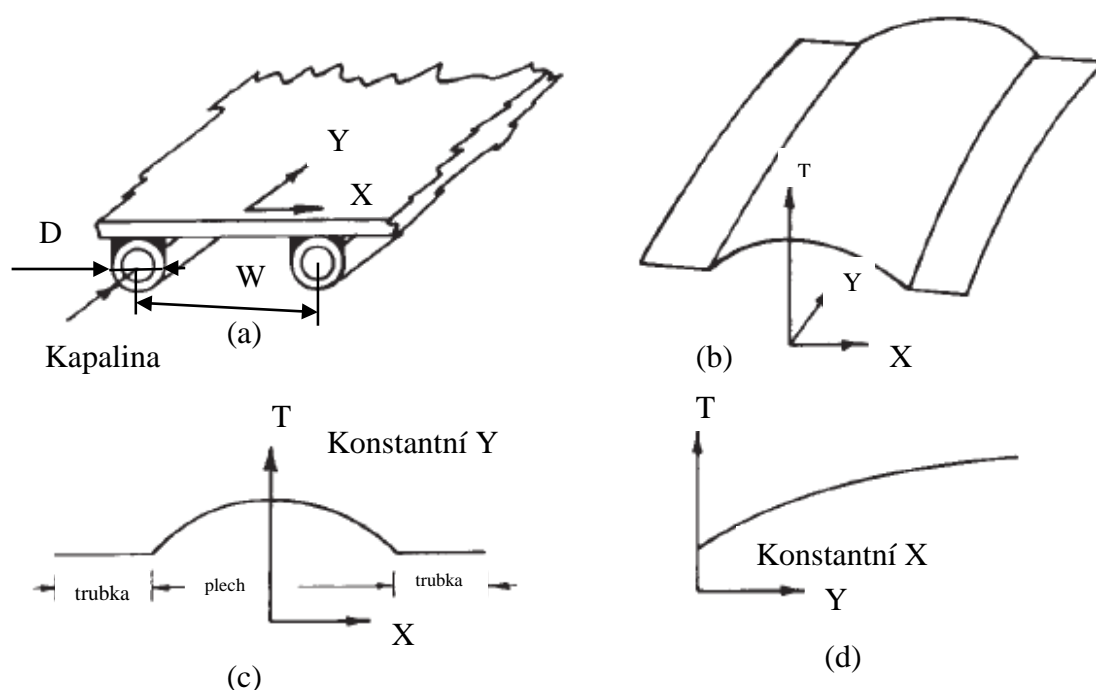 Y
X
D
W
(a)
Kapalina
T
Y
X
(b)
T
Konstantní Y
trubka
plech
trubka
X
(c)
T
Konstantní X
Y
(d)